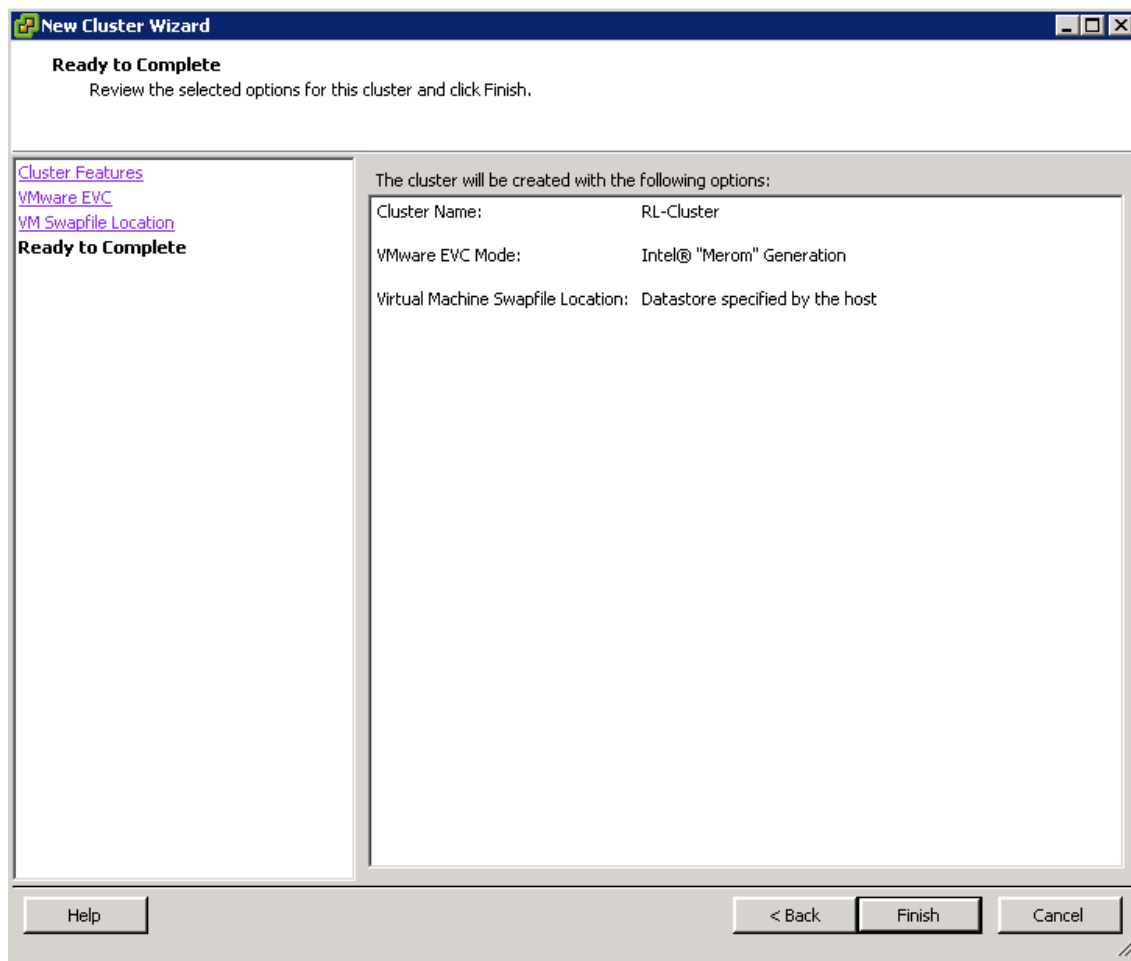 New Cluster Wizard
Ready to Complete
Review the selected options for this cluster and click Finish.
Cluster Features
VMware EVC
VM Swapfile Location
Ready to Complete
The cluster will be created with the following options:
Cluster Name: RL-Cluster
VMware EVC Mode: Intel® "Merom" Generation
Virtual Machine Swapfile Location: Datastore specified by the host
Help
< Back
Finish
Cancel